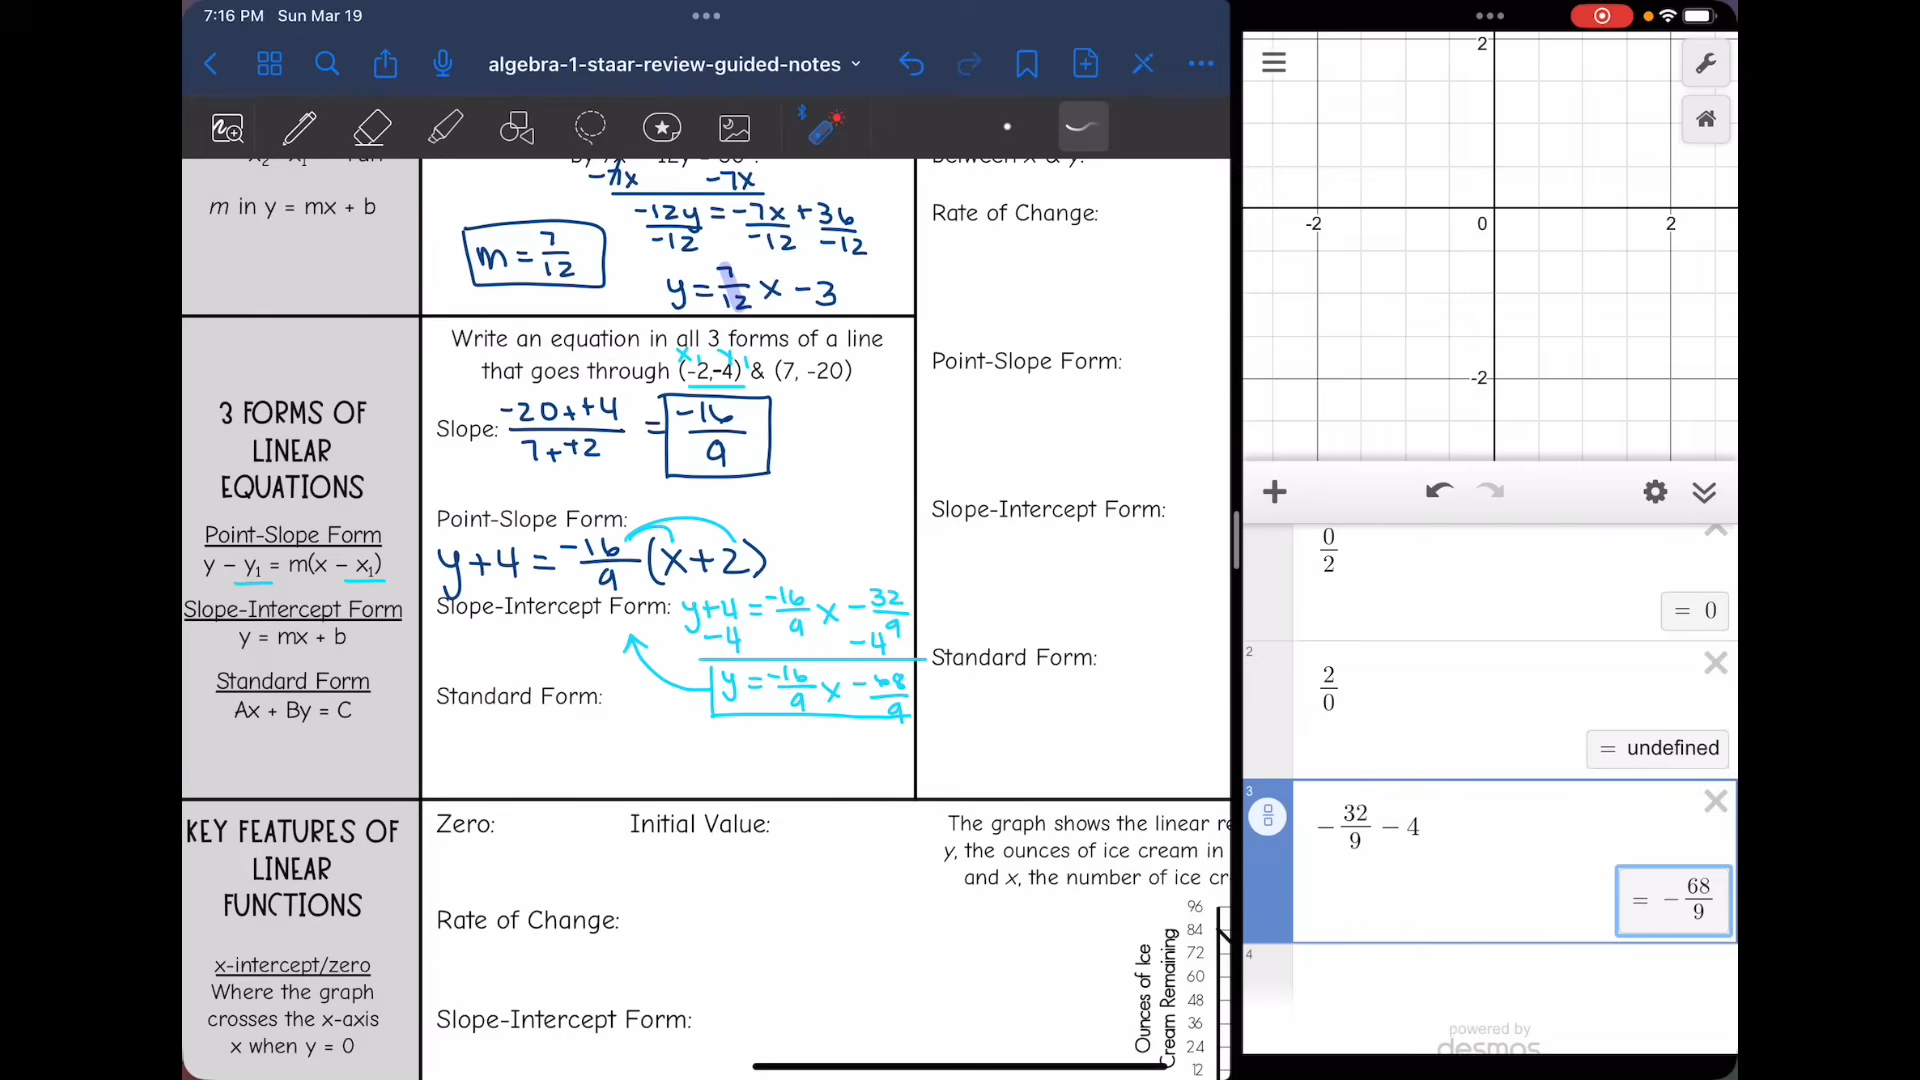 7:16 PM Sun Mar 19
algebra-1-staar-review-guided-notes
m in y = mx + b
-7x -7x
-12y = -7x + 36
-12 -12 -12
m = 7/12
y = 7/12 x - 3
Rate of Change:
3 FORMS OF
LINEAR
EQUATIONS
Point-Slope Form
y - y₁ = m(x - x₁)
Slope-Intercept Form
y = mx + b
Standard Form
Ax + By = C
Write an equation in all 3 forms of a line
x₁ y₁
that goes through (-2,-4) & (7, -20)
Slope: -20++4 / 7++2 = -16/9
Point-Slope Form:
y+4 = -16/9 (x+2)
Slope-Intercept Form: y+4 = -16/9 x - 32/9
-4 -4
y = -16/9 x - 68/9
Standard Form:
Point-Slope Form:
Slope-Intercept Form:
Standard Form:
KEY FEATURES OF
LINEAR
FUNCTIONS
x-intercept/zero
Where the graph
crosses the x-axis
x when y = 0
Zero: Initial Value:
Rate of Change:
Slope-Intercept Form:
The graph shows the linear
y, the ounces of ice cream in
and x, the number of ice
Ounces of Ice
Cream Remaining
96
84
72
60
48
36
24
12
2
-2 0 2
-2
0/2
= 0
2
2/0
= undefined
3
-32/9 - 4
= -68/9
4
powered by
desmos